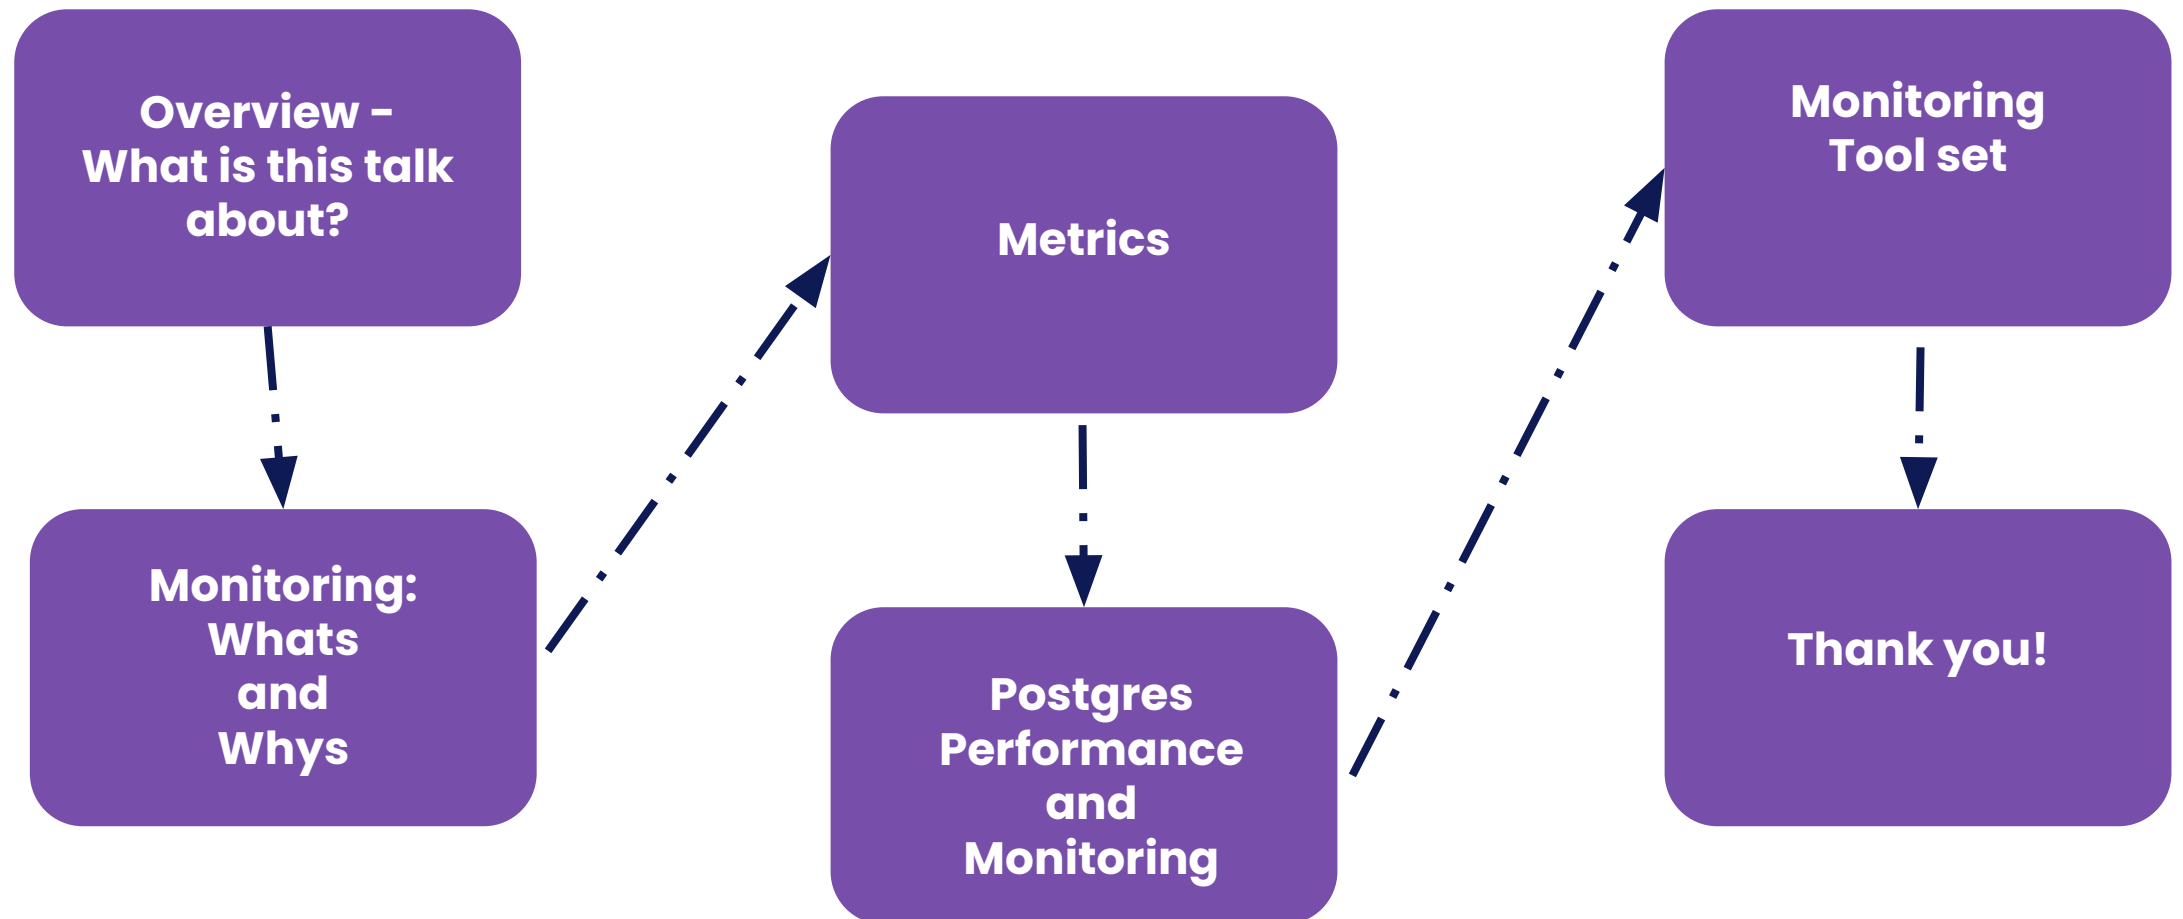 Overview -
What is this talk
about?
Monitoring:
Whats
and
Whys
Metrics
Postgres
Performance
and
Monitoring
Monitoring
Tool set
Thank you!